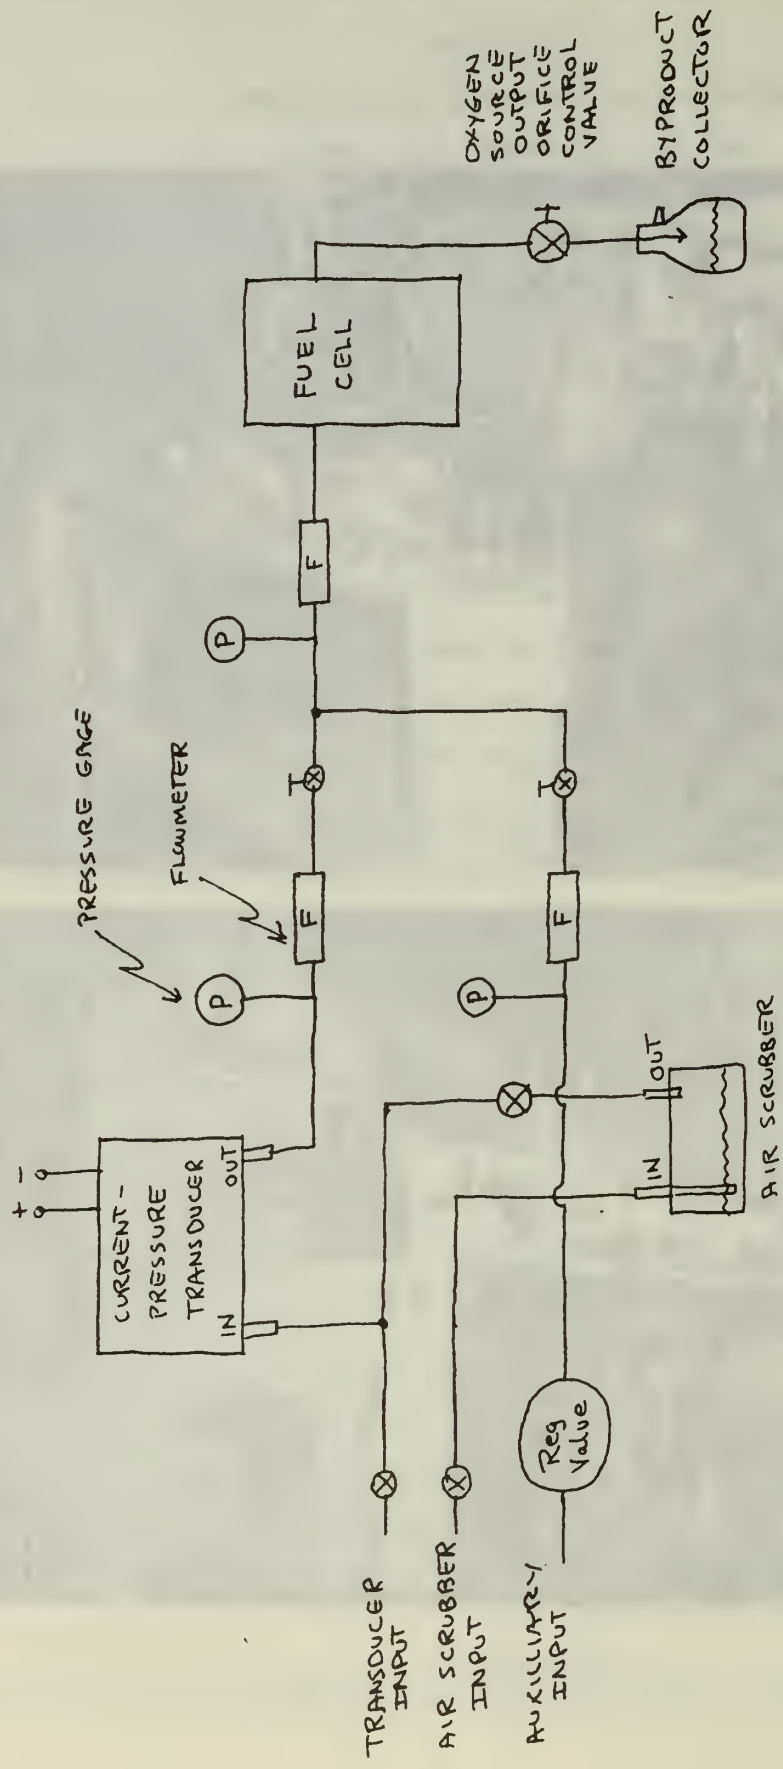 + -
CURRENT-
PRESSURE
TRANSDUCER
IN
OUT
PRESSURE GAGE
FLOWMETER
P
F
P
F
FUEL
CELL
OXYGEN
SOURCE
OUTPUT
ORIFICE
CONTROL
VALVE
BYPRODUCT
COLLECTOR
TRANSDUCER
INPUT
AIR SCRUBBER
INPUT
AUXILLIARY
INPUT
Reg
Valve
P
F
IN
OUT
AIR SCRUBBER